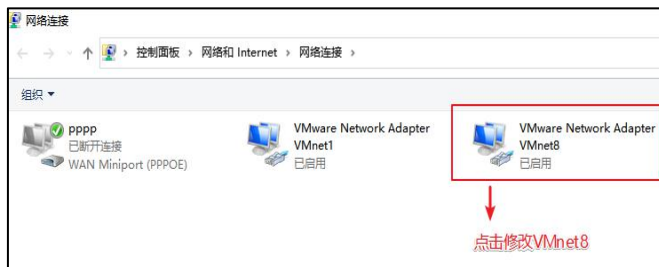 网络连接
控制面板 › 网络和 Internet › 网络连接 ›
组织
pppp
已断开连接
WAN Miniport (PPPOE)
VMware Network Adapter
VMnet1
已启用
VMware Network Adapter
VMnet8
已启用
点击修改VMnet8